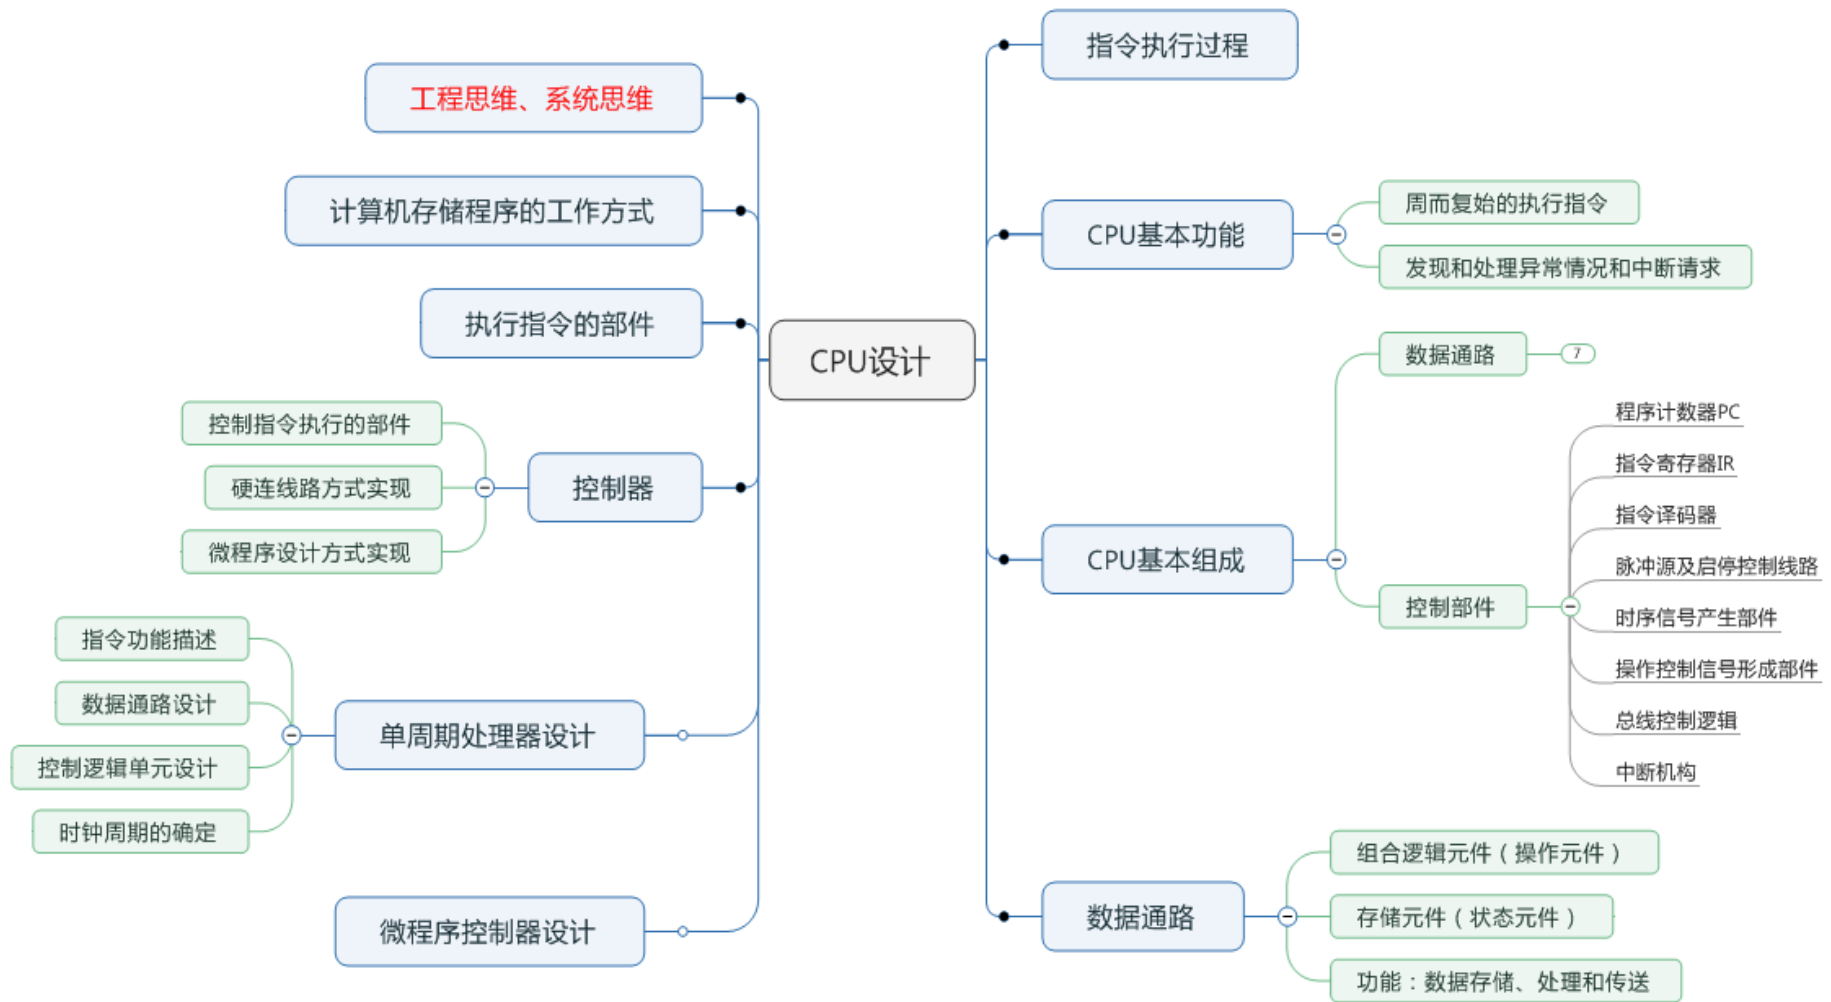 CPU设计
指令执行过程
CPU基本功能
周而复始的执行指令
发现和处理异常情况和中断请求
CPU基本组成
数据通路
7
控制部件
程序计数器PC
指令寄存器IR
指令译码器
脉冲源及启停控制线路
时序信号产生部件
操作控制信号形成部件
总线控制逻辑
中断机构
数据通路
组合逻辑元件（操作元件）
存储元件（状态元件）
功能：数据存储、处理和传送
工程思维、系统思维
计算机存储程序的工作方式
执行指令的部件
控制器
控制指令执行的部件
硬连线路方式实现
微程序设计方式实现
单周期处理器设计
指令功能描述
数据通路设计
控制逻辑单元设计
时钟周期的确定
微程序控制器设计